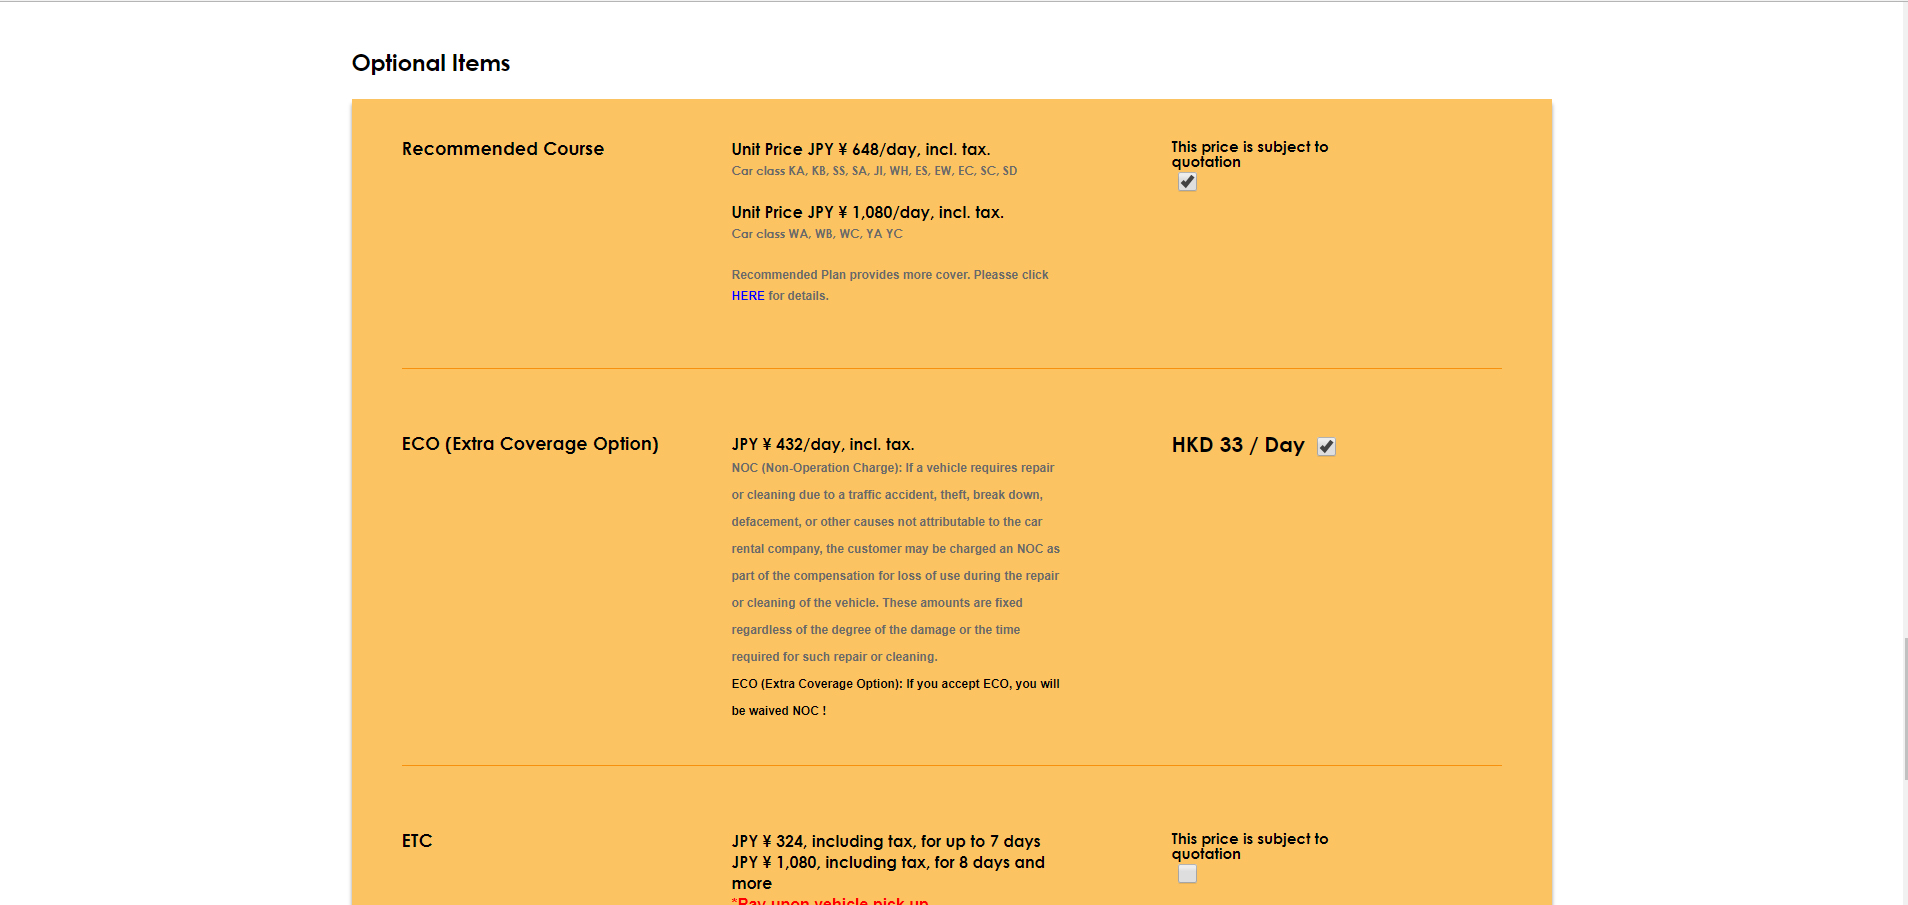 Optional Items
Recommended Course
Unit Price JPY ¥ 648/day, incl. tax.
Car class KA, KB, SS, SA, JI, WH, ES, EW, EC, SC, SD
Unit Price JPY ¥ 1,080/day, incl. tax.
Car class WA, WB, WC, YA YC
Recommended Plan provides more cover. Pleasse click
HERE for details.
This price is subject to
quotation
ECO (Extra Coverage Option)
JPY ¥ 432/day, incl. tax.
NOC (Non-Operation Charge): If a vehicle requires repair
or cleaning due to a traffic accident, theft, break down,
defacement, or other causes not attributable to the car
rental company, the customer may be charged an NOC as
part of the compensation for loss of use during the repair
or cleaning of the vehicle. These amounts are fixed
regardless of the degree of the damage or the time
required for such repair or cleaning.
ECO (Extra Coverage Option): If you accept ECO, you will
be waived NOC !
HKD 33 / Day
ETC
JPY ¥ 324, including tax, for up to 7 days
JPY ¥ 1,080, including tax, for 8 days and
more
*Pay upon vehicle pick up
This price is subject to
quotation